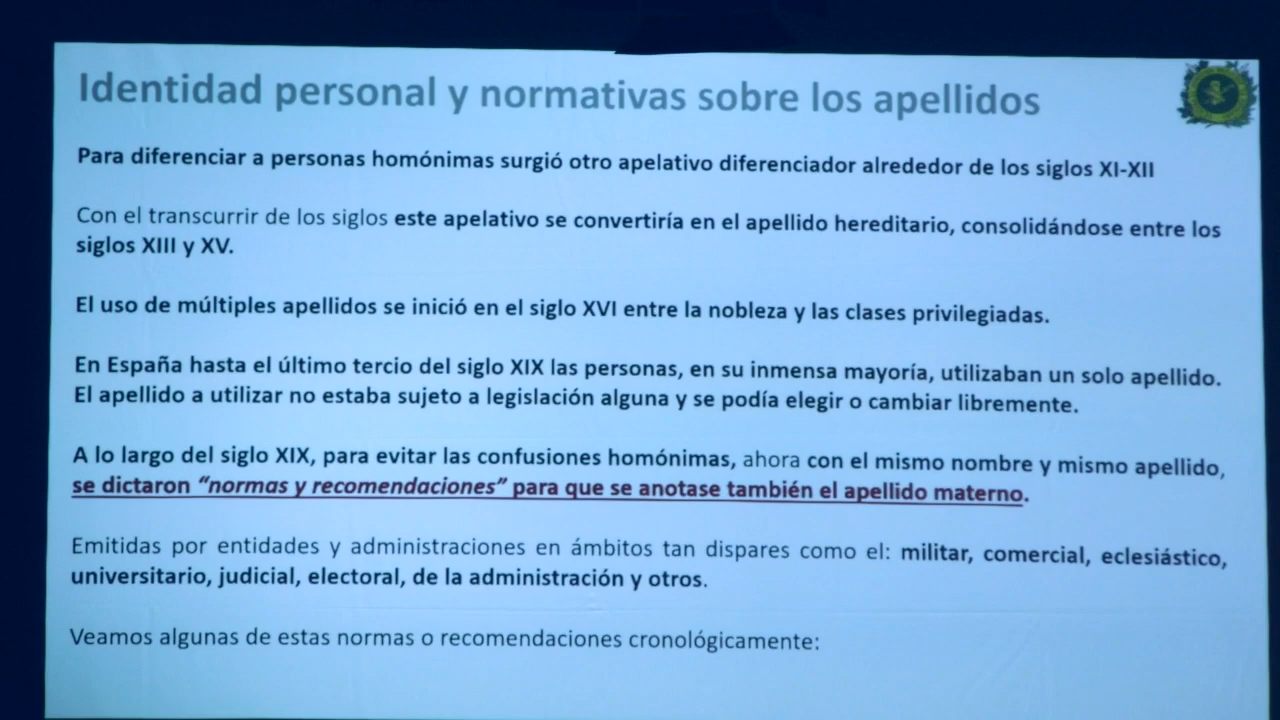 Identidad personal y normativas sobre los apellidos
Para diferenciar a personas homónimas surgió otro apelativo diferenciador alrededor de los siglos XI-XII
Con el transcurrir de los siglos este apelativo se convertiría en el apellido hereditario, consolidándose entre los
siglos XIII y XV.
El uso de múltiples apellidos se inició en el siglo XVI entre la nobleza y las clases privilegiadas.
En España hasta el último tercio del siglo XIX las personas, en su inmensa mayoría, utilizaban un solo apellido.
El apellido a utilizar no estaba sujeto a legislación alguna y se podía elegir o cambiar libremente.
A lo largo del siglo XIX, para evitar las confusiones homónimas, ahora con el mismo nombre y mismo apellido,
se dictaron “normas y recomendaciones” para que se anotase también el apellido materno.
Emitidas por entidades y administraciones en ámbitos tan dispares como el: militar, comercial, eclesiástico,
universitario, judicial, electoral, de la administración y otros.
Veamos algunas de estas normas o recomendaciones cronológicamente: